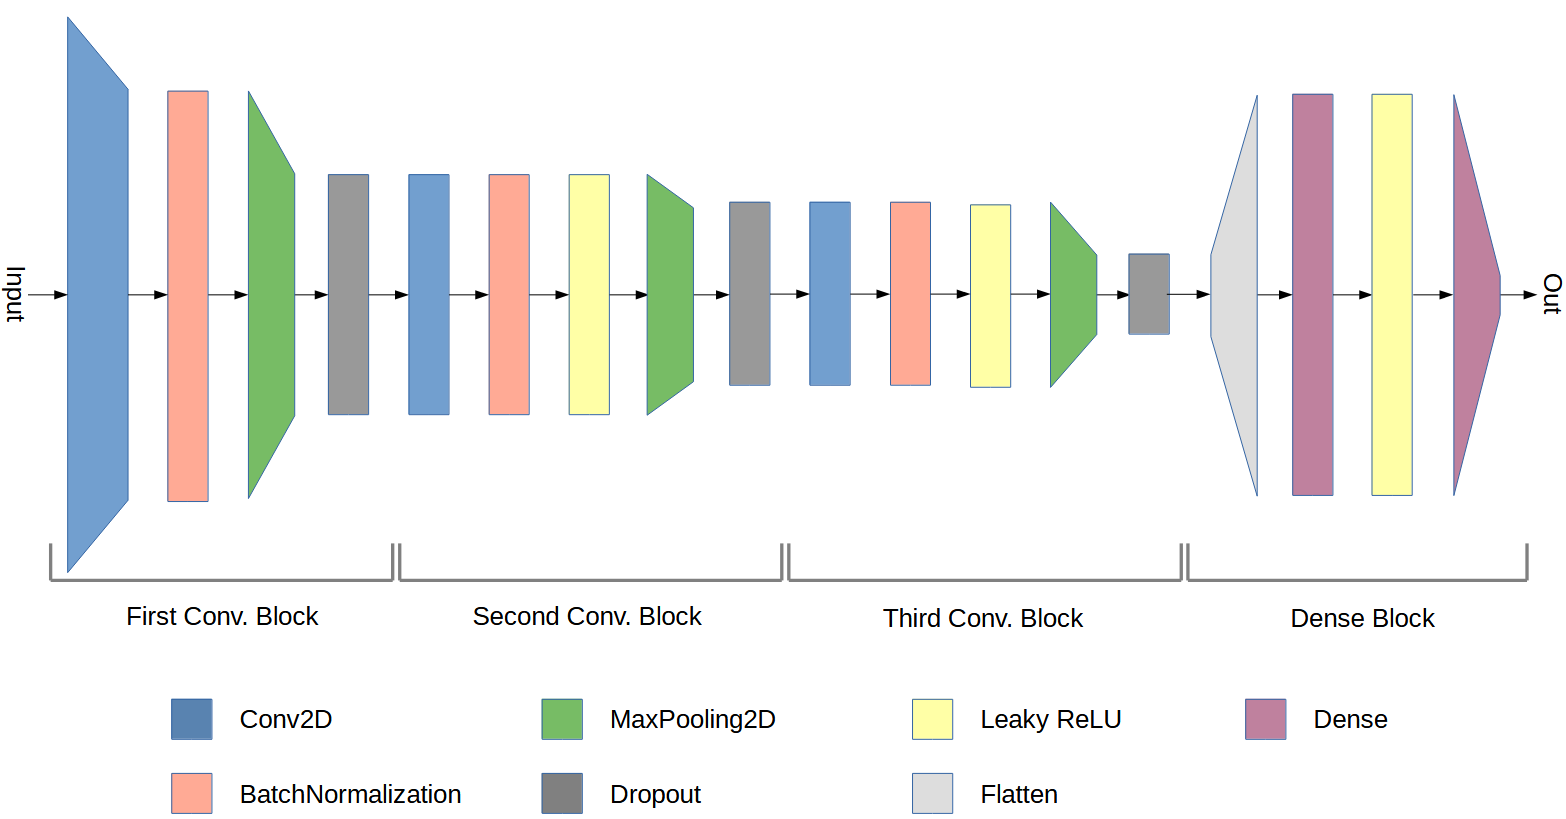 Input
Out
First Conv. Block
Second Conv. Block
Third Conv. Block
Dense Block
Conv2D
MaxPooling2D
Leaky ReLU
Dense
BatchNormalization
Dropout
Flatten